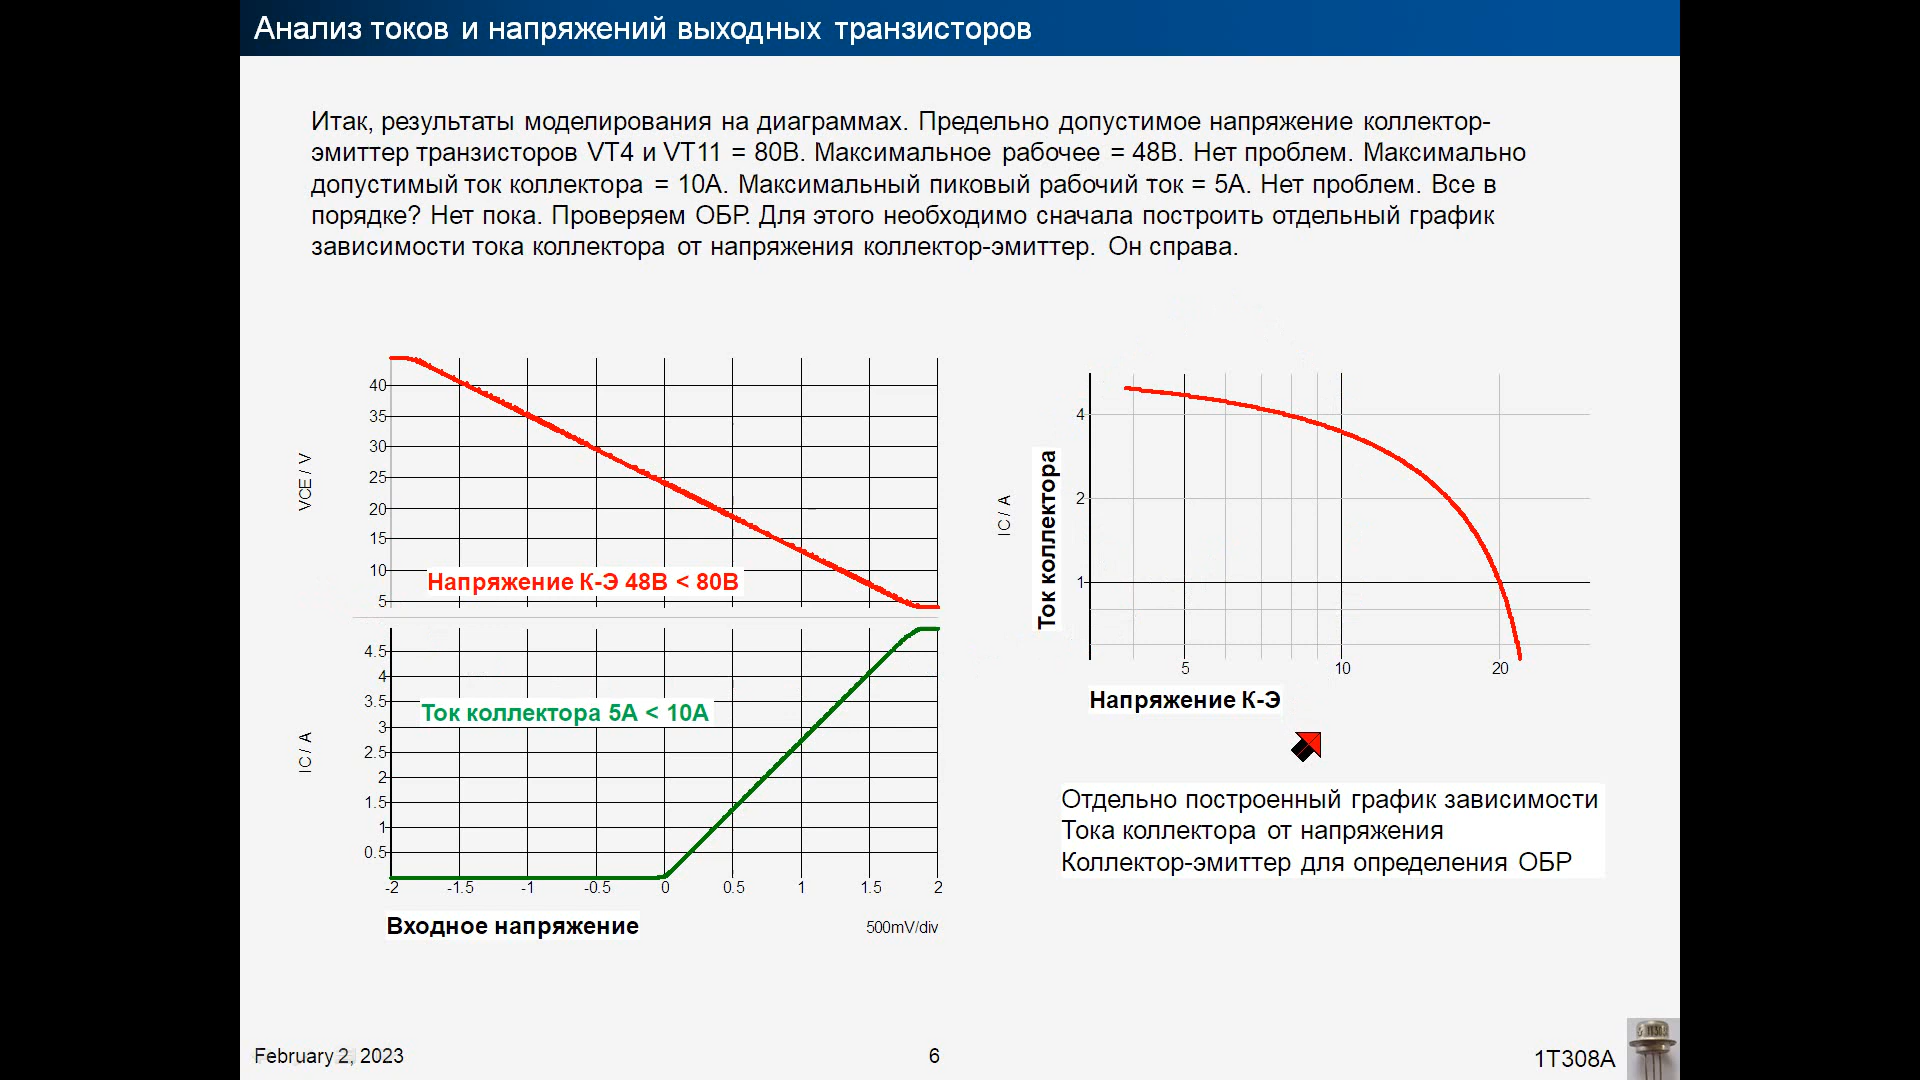 Анализ токов и напряжений выходных транзисторов
Итак, результаты моделирования на диаграммах. Предельно допустимое напряжение коллектор-
эмиттер транзисторов VT4 и VT11 = 80В. Максимальное рабочее = 48В. Нет проблем. Максимально
допустимый ток коллектора = 10А. Максимальный пиковый рабочий ток = 5А. Нет проблем. Все в
порядке? Нет пока. Проверяем ОБР. Для этого необходимо сначала построить отдельный график
зависимости тока коллектора от напряжения коллектор-эмиттер. Он справа.
VCE / V
40
35
30
25
20
15
10
5
Напряжение К-Э 48В < 80В
IC / A
4.5
4
3.5
3
2.5
2
1.5
1
0.5
Ток коллектора 5А < 10А
-2 -1.5 -1 -0.5 0 0.5 1 1.5 2
Входное напряжение
500mV/div
IC / A
Ток коллектора
4
2
1
5 10 20
Напряжение К-Э
Отдельно построенный график зависимости
Тока коллектора от напряжения
Коллектор-эмиттер для определения ОБР
February 2, 2023
6
1Т308А